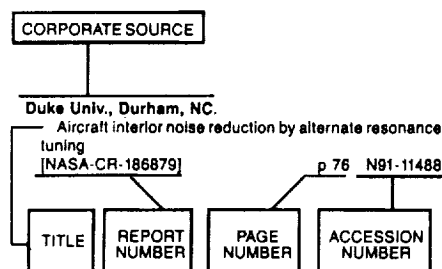 CORPORATE SOURCE
Duke Univ., Durham, NC.
Aircraft interior noise reduction by alternate resonance
tuning
[NASA-CR-186879] p 76 N91-11488
TITLE REPORT NUMBER PAGE NUMBER ACCESSION NUMBER